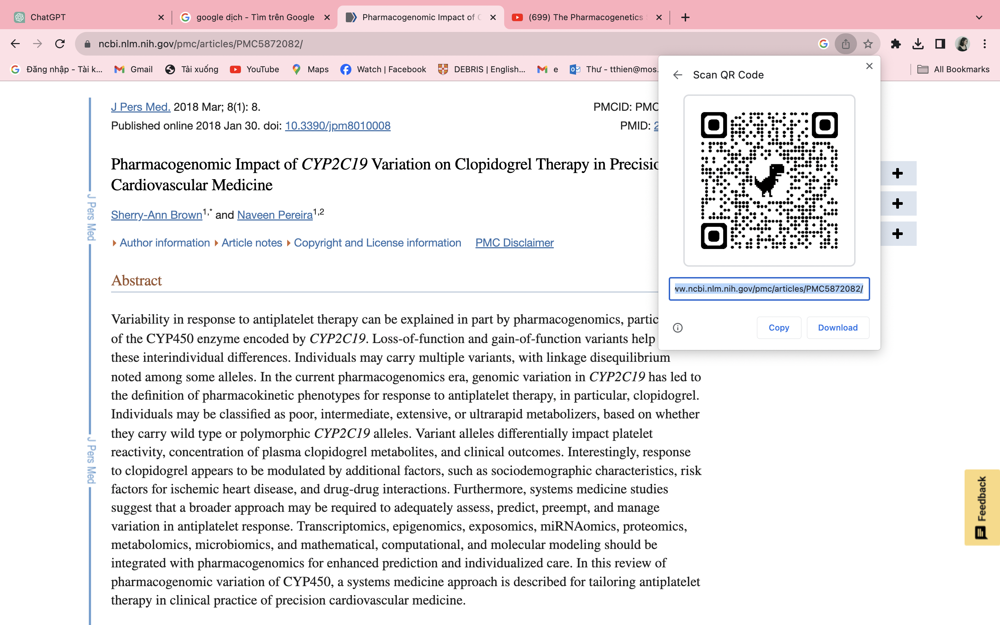 ChatGPT
google dịch - Tìm trên Google
Pharmacogenomic Impact of
(699) The Pharmacogenetics
ncbi.nlm.nih.gov/pmc/articles/PMC5872082/
Đăng nhập - Tài k...
Gmail
Tải xuống
YouTube
Maps
Watch | Facebook
DEBRIS | English...
e
Thư - tthien@mos.
All Bookmarks
Scan QR Code
ww.ncbi.nlm.nih.gov/pmc/articles/PMC5872082/
Copy
Download
J Pers Med. 2018 Mar; 8(1): 8.
PMCID: PMC
Published online 2018 Jan 30. doi: 10.3390/jpm8010008
PMID: 2
Pharmacogenomic Impact of CYP2C19 Variation on Clopidogrel Therapy in Precisio
Cardiovascular Medicine
Sherry-Ann Brown1,* and Naveen Pereira1,2
Author information Article notes Copyright and License information PMC Disclaimer
Abstract
Variability in response to antiplatelet therapy can be explained in part by pharmacogenomics, partic
of the CYP450 enzyme encoded by CYP2C19. Loss-of-function and gain-of-function variants help
these interindividual differences. Individuals may carry multiple variants, with linkage disequilibrium
noted among some alleles. In the current pharmacogenomics era, genomic variation in CYP2C19 has led to
the definition of pharmacokinetic phenotypes for response to antiplatelet therapy, in particular, clopidogrel.
Individuals may be classified as poor, intermediate, extensive, or ultrarapid metabolizers, based on whether
they carry wild type or polymorphic CYP2C19 alleles. Variant alleles differentially impact platelet
reactivity, concentration of plasma clopidogrel metabolites, and clinical outcomes. Interestingly, response
to clopidogrel appears to be modulated by additional factors, such as sociodemographic characteristics, risk
factors for ischemic heart disease, and drug-drug interactions. Furthermore, systems medicine studies
suggest that a broader approach may be required to adequately assess, predict, preempt, and manage
variation in antiplatelet response. Transcriptomics, epigenomics, exposomics, miRNAomics, proteomics,
metabolomics, microbiomics, and mathematical, computational, and molecular modeling should be
integrated with pharmacogenomics for enhanced prediction and individualized care. In this review of
pharmacogenomic variation of CYP450, a systems medicine approach is described for tailoring antiplatelet
therapy in clinical practice of precision cardiovascular medicine.
J Pers Med
J Pers Med
Feedback